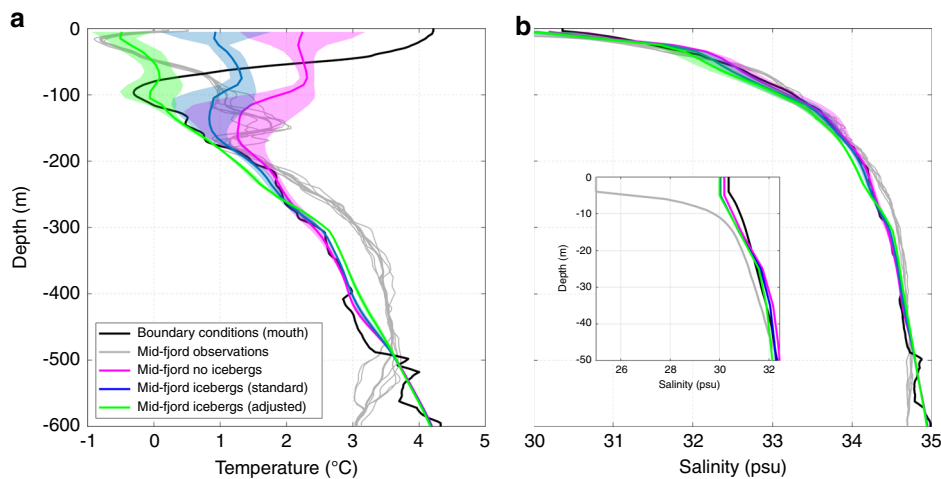 a
b
-0
-100
-200
-300
-400
-500
-600
Depth (m)
Boundary conditions (mouth)
Mid-fjord observations
Mid-fjord no icebergs
Mid-fjord icebergs (standard)
Mid-fjord icebergs (adjusted)
-1 0 1 2 3 4 5
Temperature (°C)
0
-10
-20
-30
-40
-50
Depth (m)
26 28 30 32
Salinity (psu)
30 31 32 33 34 35
Salinity (psu)